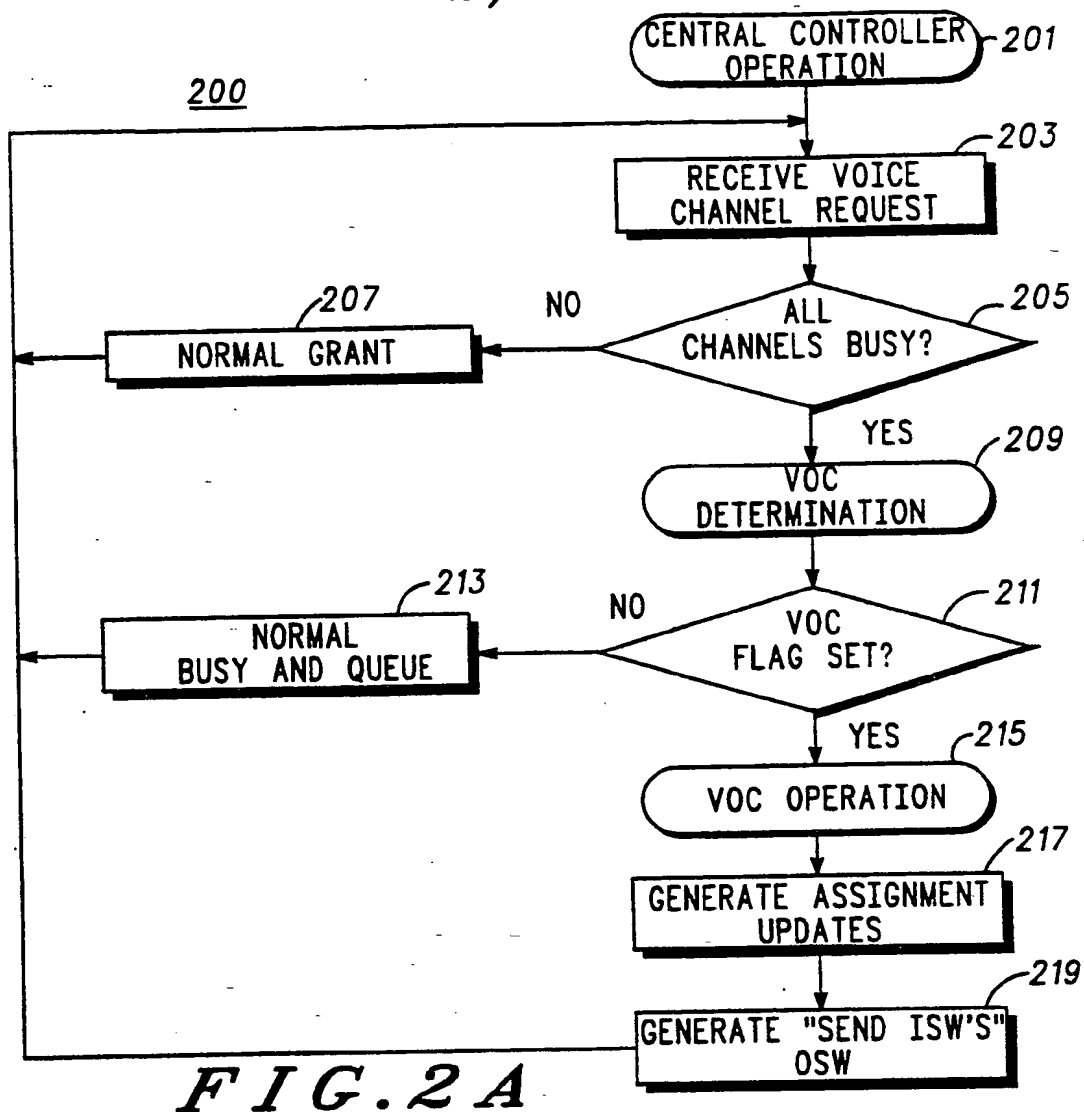 CENTRAL CONTROLLER
OPERATION
201
200
203
RECEIVE VOICE
CHANNEL REQUEST
207
NO
205
ALL
CHANNELS BUSY?
NORMAL GRANT
YES
209
VOC
DETERMINATION
213
NO
211
NORMAL
BUSY AND QUEUE
VOC
FLAG SET?
YES
215
VOC OPERATION
217
GENERATE ASSIGNMENT
UPDATES
219
GENERATE "SEND ISW'S"
OSW
FIG.2A